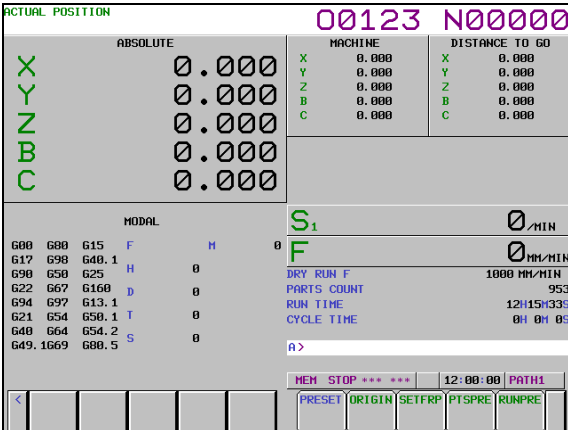 ACTUAL POSITION
O0123 N00000
ABSOLUTE
X 0.000
Y 0.000
Z 0.000
B 0.000
C 0.000
MACHINE
X 0.000
Y 0.000
Z 0.000
B 0.000
C 0.000
DISTANCE TO GO
X 0.000
Y 0.000
Z 0.000
B 0.000
C 0.000
MODAL
G00 G80 G15 F M 0
G17 G98 G40.1
G90 G50 G25 H 0
G22 G67 G160 D 0
G94 G97 G13.1
G21 G54 G50.1 T 0
G40 G64 G54.2
G49.1 G69 G80.5 S 0
S1 0 /MIN
F 0 MM/MIN
DRY RUN F 1000 MM/MIN
PARTS COUNT 953
RUN TIME 12H15M33S
CYCLE TIME 0H 0M 0S
A>
MEM STOP *** *** 12:00:00 PATH1
< PRESET ORIGIN SETFRP PTSPRE RUNPRE